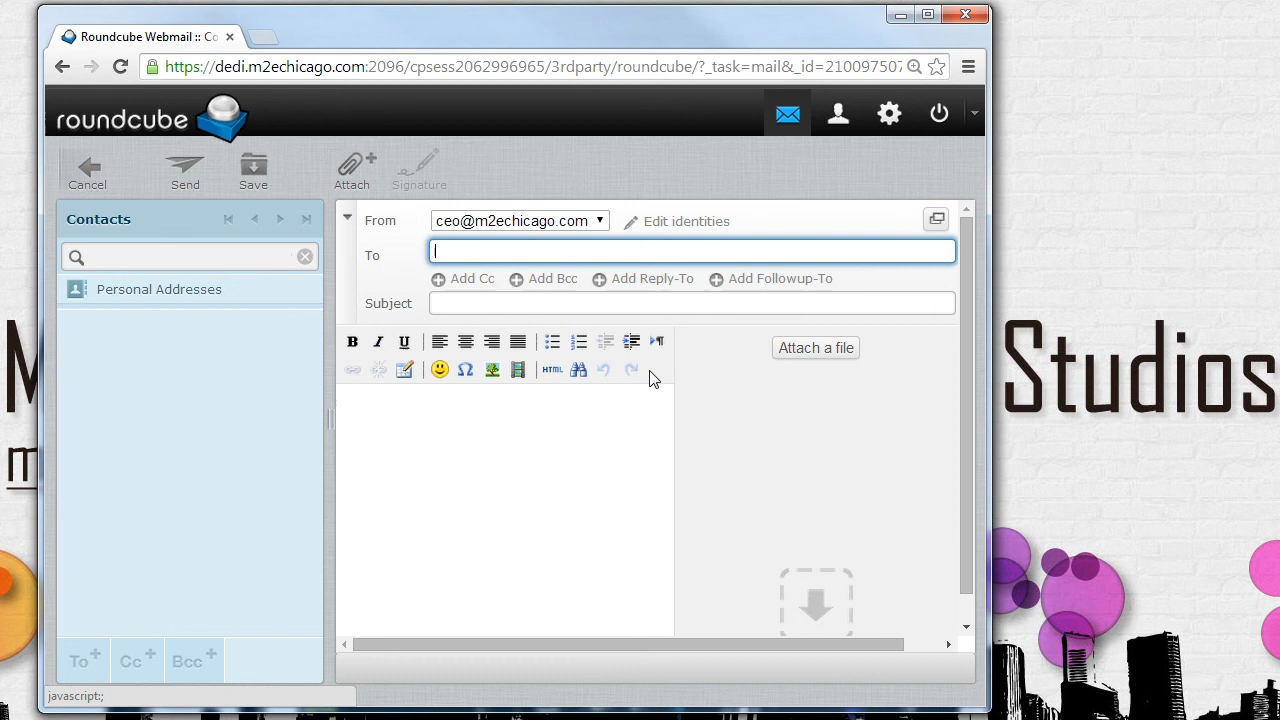 Roundcube Webmail :: Co
https://dedi.m2echicago.com:2096/cpsess2062996965/3rdparty/roundcube/?_task=mail&_id=210097507
roundcube
Cancel
Send
Save
Attach
Signature
Contacts
Personal Addresses
To
Cc
Bcc
From
ceo@m2echicago.com
Edit identities
To
Add Cc
Add Bcc
Add Reply-To
Add Followup-To
Subject
B I U
HTML
Attach a file
javascript:;
M
m
Studios